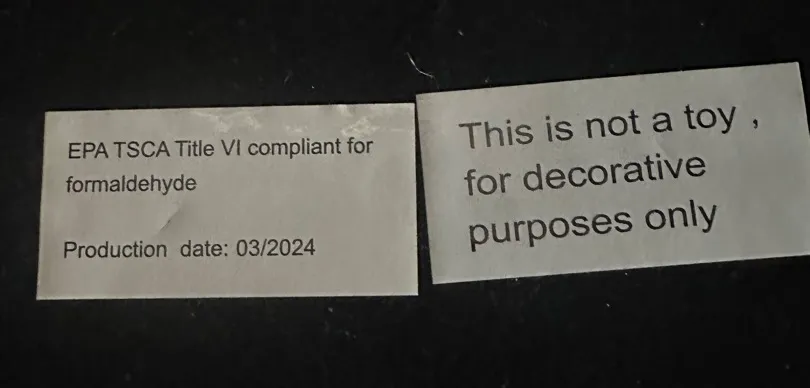 EPA TSCA Title VI compliant for
formaldehyde
Production date: 03/2024
This is not a toy ,
for decorative
purposes only